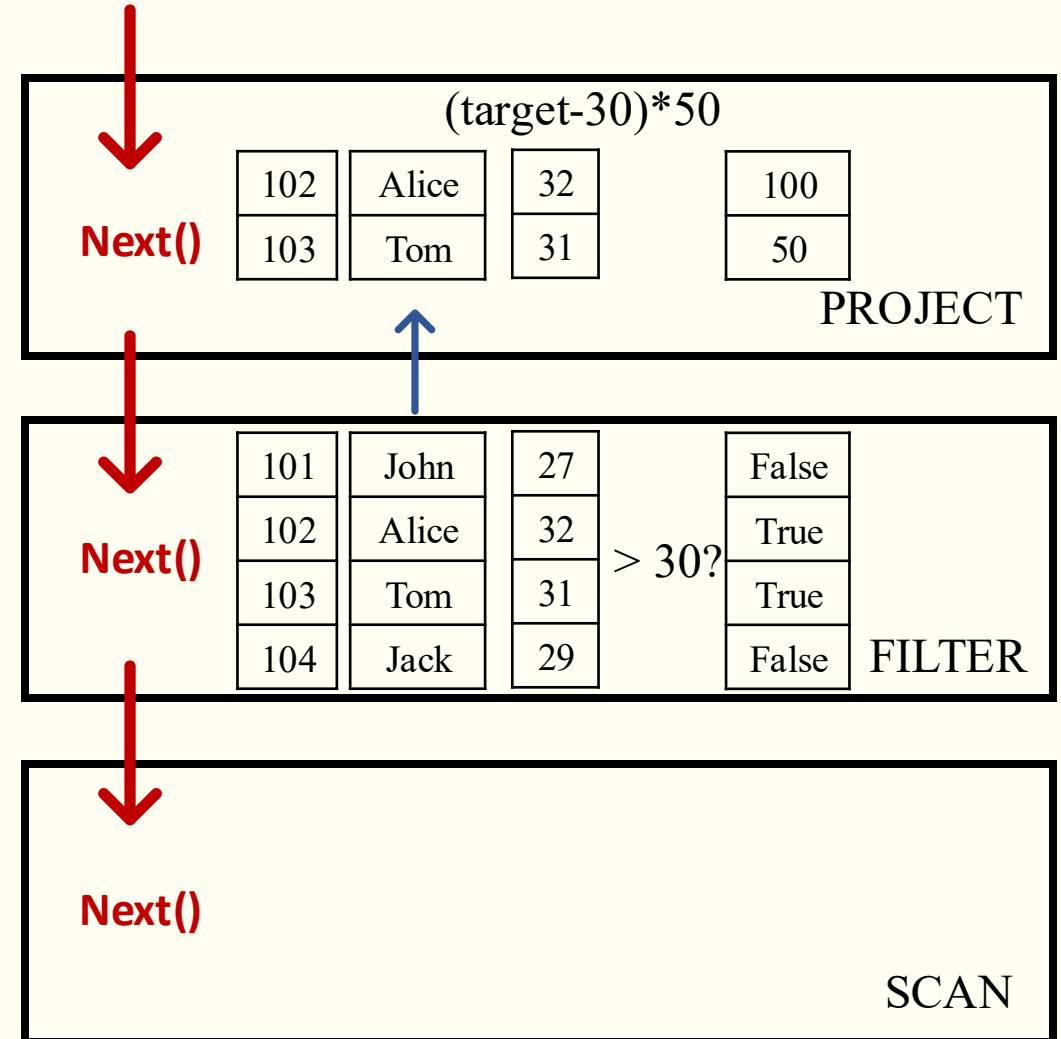 (target-30)*50
102 Alice 32 100
Next() 103 Tom 31 50
PROJECT
101 John 27 False
102 Alice 32 True
Next() > 30?
103 Tom 31 True
104 Jack 29 False FILTER
Next()
SCAN